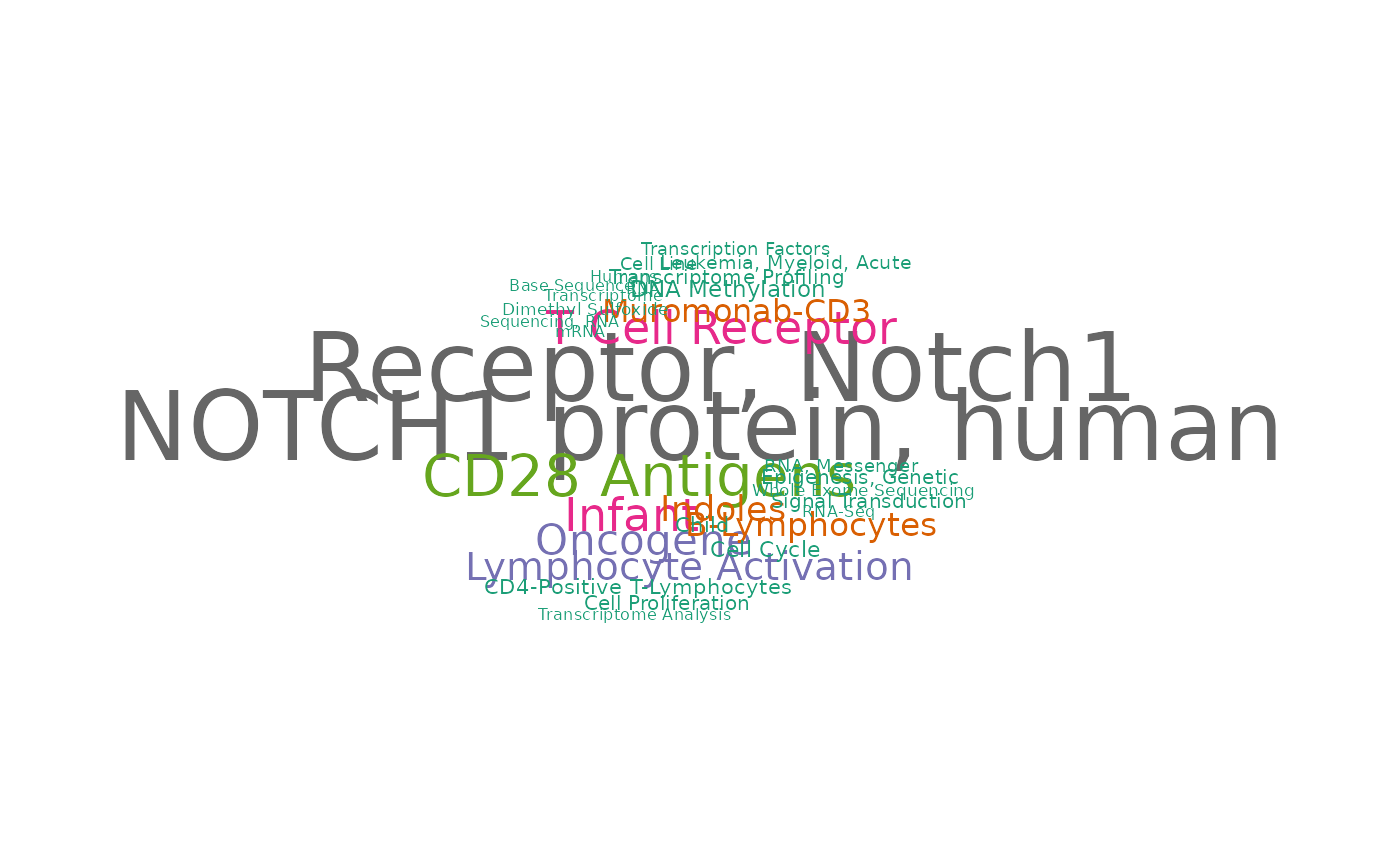 Transcription Factors
Cell Line
Leukemia, Myeloid, Acute
Humans
Transcriptome Profiling
Base Sequence
RNA
DNA Methylation
Transcriptome
Dimethyl Sulfoxide
Muromonab-CD3
Sequencing, RNA
T Cell Receptor
mRNA
Receptor, Notch1
NOTCH1 protein, human
CD28 Antigens
RNA, Messenger
Epigenesis, Genetic
Whole Exome Sequencing
Signal Transduction
Infant
Indoles
RNA-Seq
Child
B-Lymphocytes
Oncogene
Cell Cycle
Lymphocyte Activation
CD4-Positive T-Lymphocytes
Cell Proliferation
Transcriptome Analysis